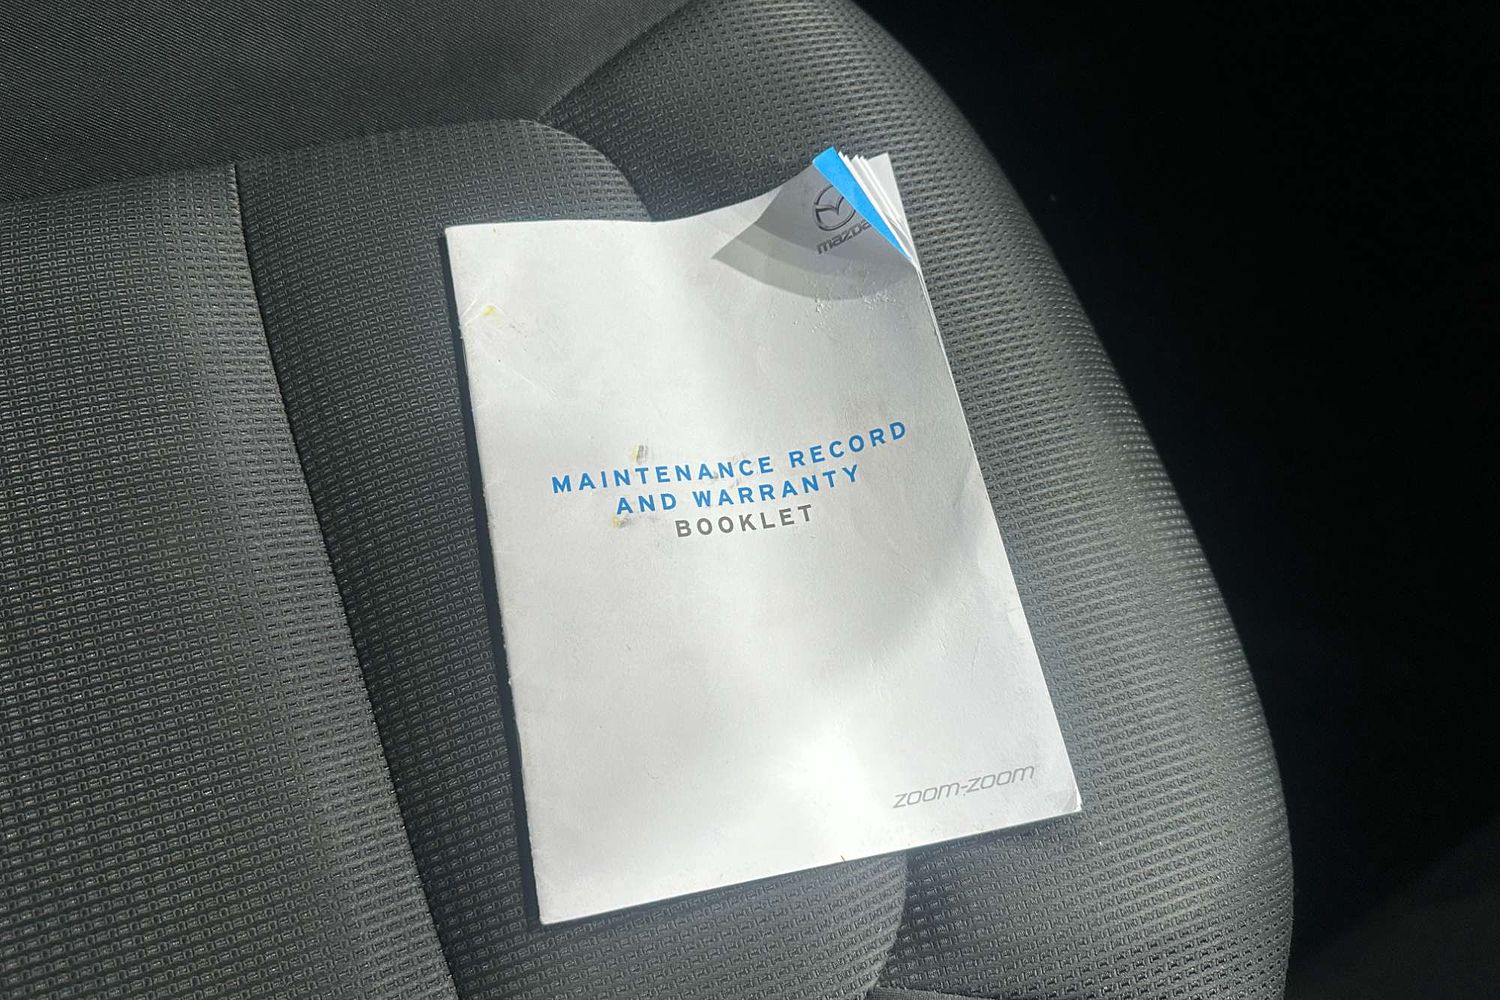 mazda
MAINTENANCE RECORD
AND WARRANTY
BOOKLET
zoom-zoom